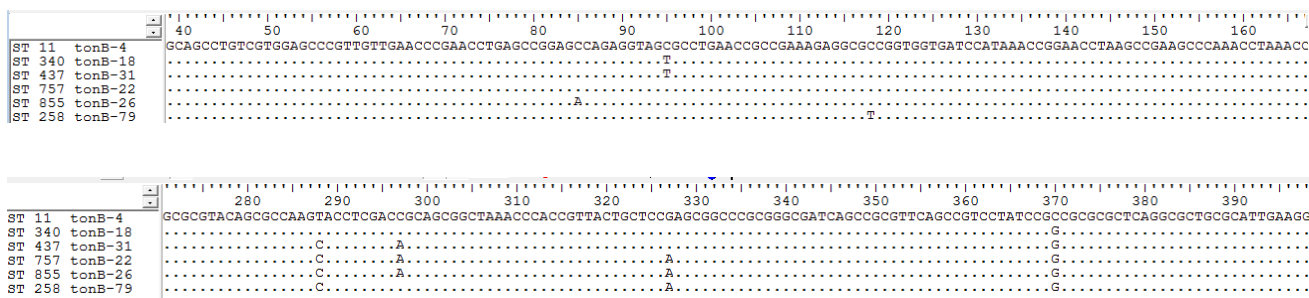 40 50 60 70 80 90 100 110 120 130 140 150 160
ST 11 tonB-4 GCAGCCTGTCGTGGAGCCCGTTGTTGAACCCGAACCTGAGCCGGAGCCAGAGGTAGCGCCTGAACCGCCGAAAGAGGCGCCGGTGGTGATCCATAAACCGGAACCTAAGCCGAAGCCCAAACCTAAACC
ST 340 tonB-18 ........................................................T.......................................................................
ST 437 tonB-31 ........................................................T.......................................................................
ST 757 tonB-22 ................................................................................................................................
ST 855 tonB-26 ..............................................A.................................................................................
ST 258 tonB-79 ...............................................................................T................................................
280 290 300 310 320 330 340 350 360 370 380 390
ST 11 tonB-4 GCGCGTACAGCGCCAAGTACCTCGACCGCAGCGGCTAAACCCACCGTTACTGCTCCGAGCGGCCCGCGGGCGATCAGCCGCGTTCAGCCGTCCTATCCGCCGCGCGCTCAGGCGCTGCGCATTGAAGG
ST 340 tonB-18 ...................................................................................................G............................
ST 437 tonB-31 .................C........A........................................................................G............................
ST 757 tonB-22 .................C........A.............................A..........................................G............................
ST 855 tonB-26 .................C........A.............................A..........................................G............................
ST 258 tonB-79 .................C......................................A..........................................G............................